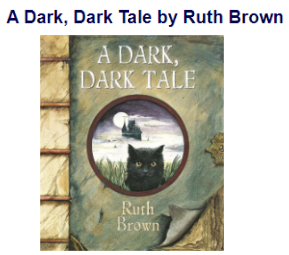 A Dark, Dark Tale by Ruth Brown
A DARK,
DARK TALE
Ruth
Brown